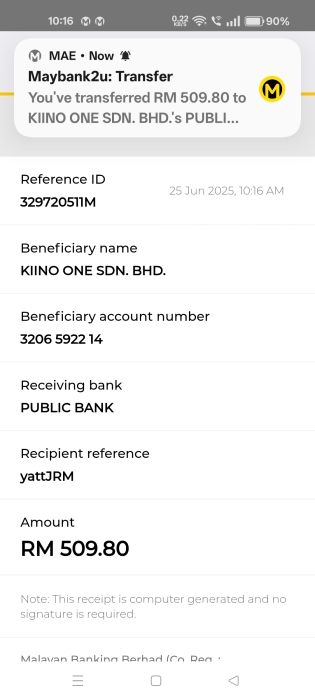 10:16
0.22 KB/S
90%
MAE • Now
Maybank2u: Transfer
You've transferred RM 509.80 to
KIINO ONE SDN. BHD.'s PUBLI...
Reference ID
329720511M
25 Jun 2025, 10:16 AM
Beneficiary name
KIINO ONE SDN. BHD.
Beneficiary account number
3206 5922 14
Receiving bank
PUBLIC BANK
Recipient reference
yattJRM
Amount
RM 509.80
Note: This receipt is computer generated and no
signature is required.
Malayan Banking Berhad (Co. Reg. :